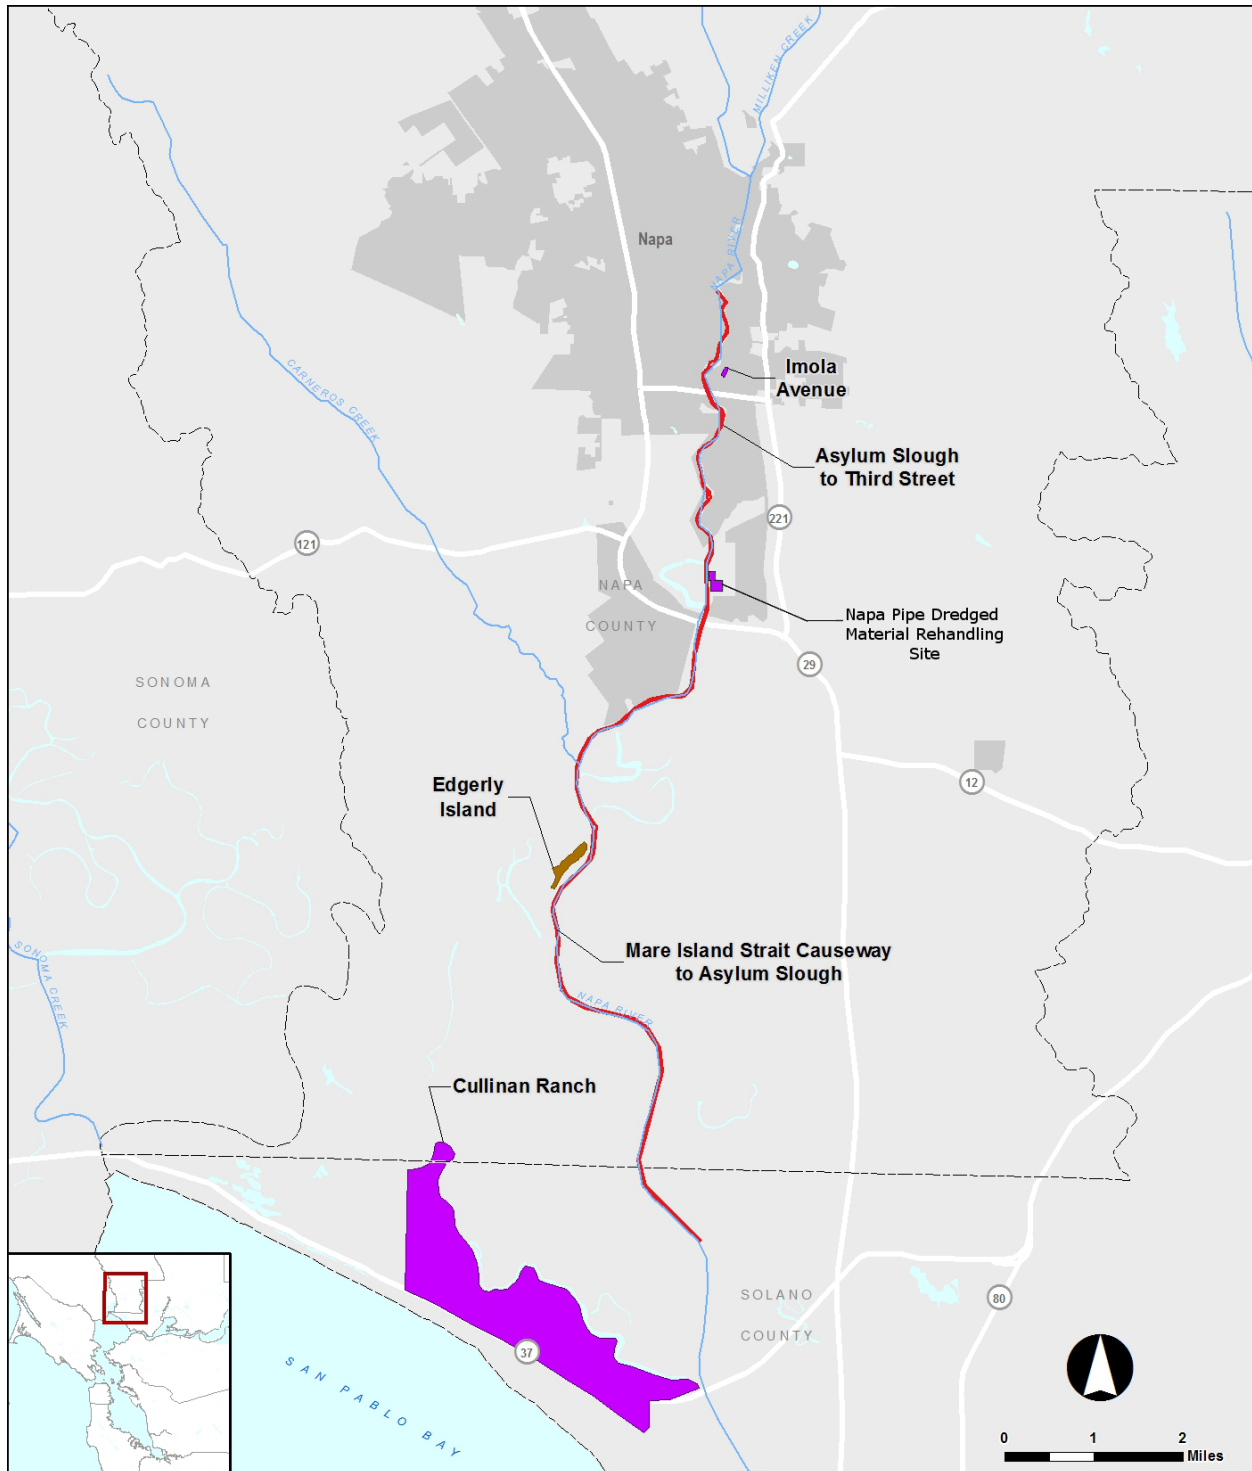 MILLIKEN CREEK
Napa
NAPA RIVER
Imola
Avenue
CARNEROS CREEK
Asylum Slough
to Third Street
221
121
NAPA
COUNTY
Napa Pipe Dredged
Material Rehandling
Site
29
SONOMA
COUNTY
12
Edgerly
Island
SONOMA CREEK
Mare Island Strait Causeway
to Asylum Slough
NAPA RIVER
Cullinan Ranch
SOLANO
COUNTY
80
37
SAN PABLO BAY
0 1 2
Miles